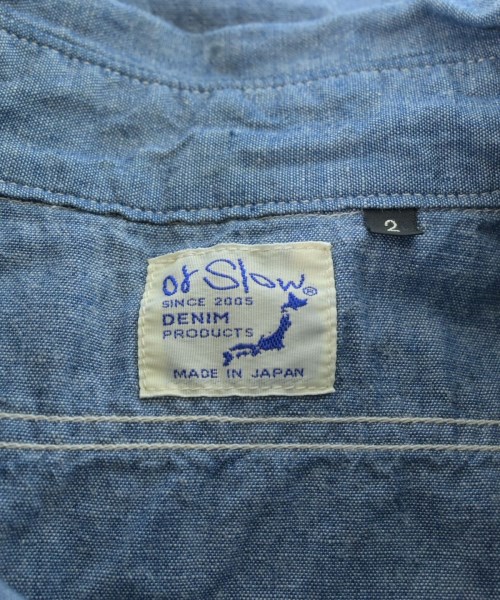 or Slow®
SINCE 2005
DENIM
PRODUCTS
MADE IN JAPAN
2